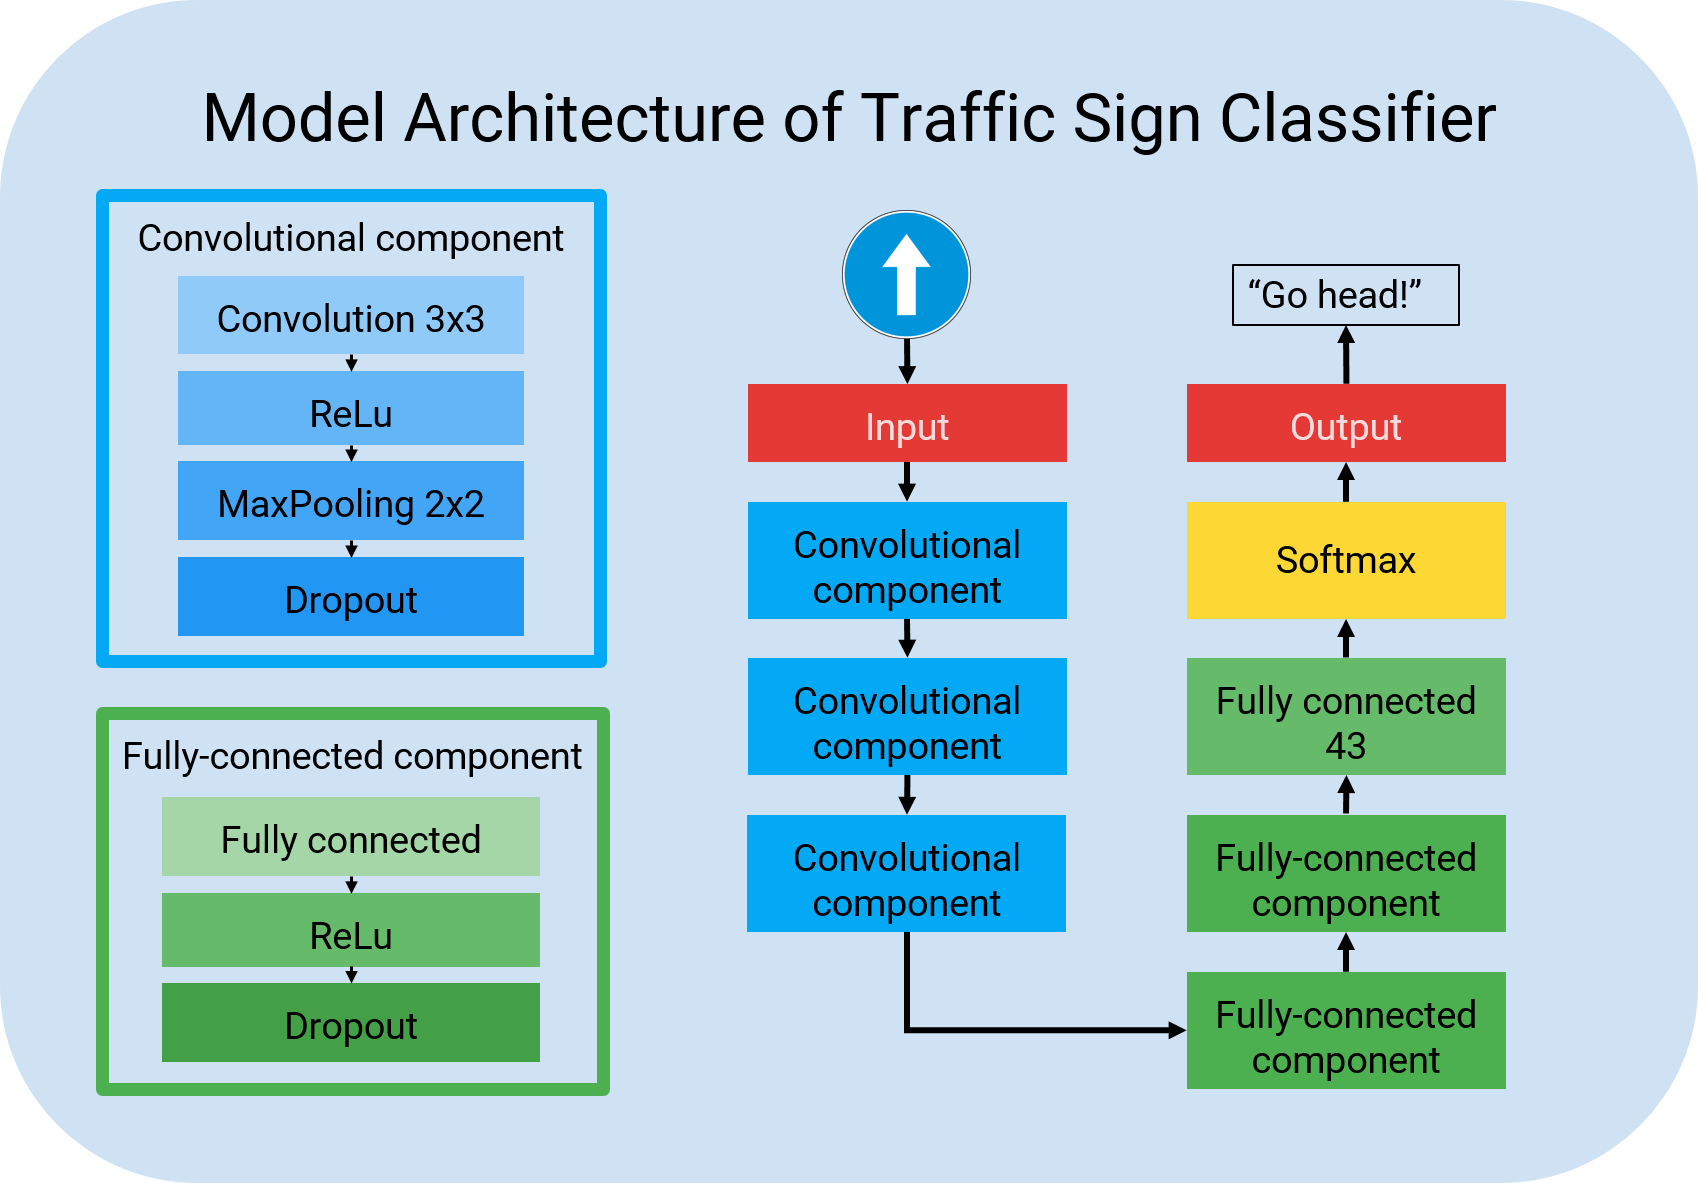 Model Architecture of Traffic Sign Classifier
Convolutional component
Convolution 3x3
ReLu
MaxPooling 2x2
Dropout
Fully-connected component
Fully connected
ReLu
Dropout
Input
Convolutional
component
Convolutional
component
Convolutional
component
“Go head!”
Output
Softmax
Fully connected
43
Fully-connected
component
Fully-connected
component